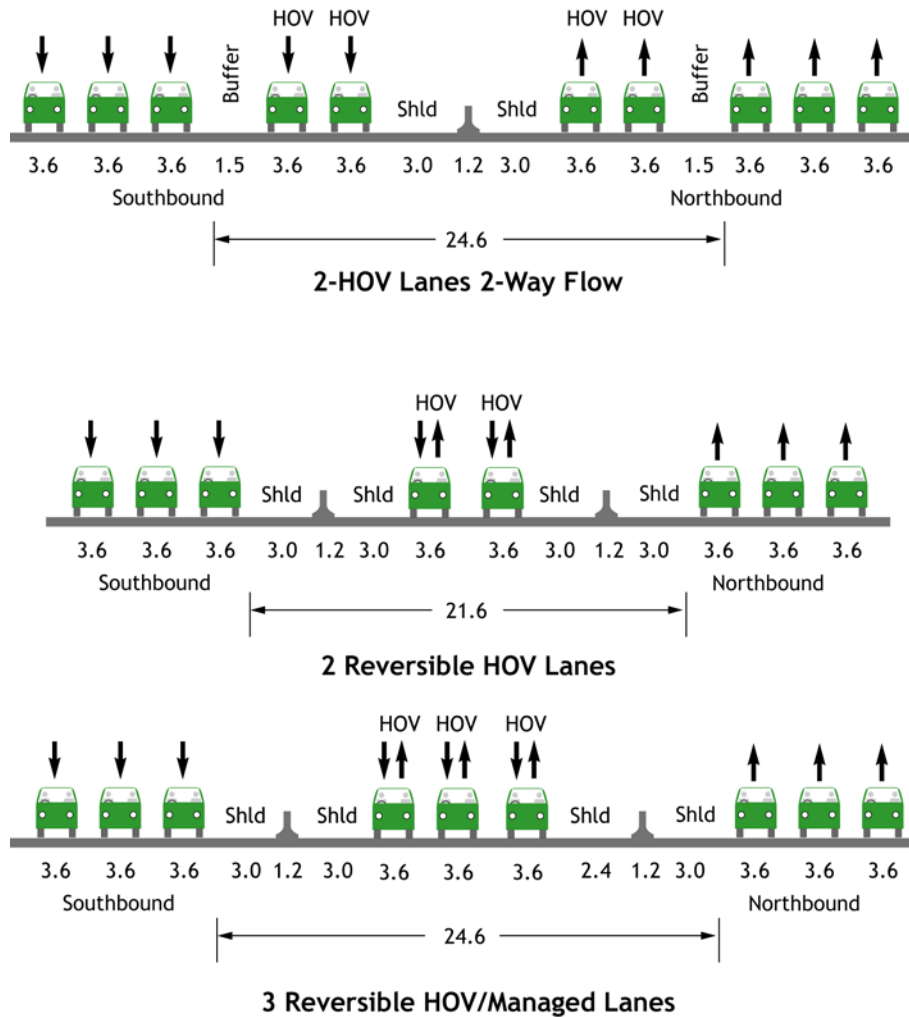 HOV HOV HOV HOV
Buffer Shld Shld Buffer
3.6 3.6 3.6 1.5 3.6 3.6 3.0 1.2 3.0 3.6 3.6 1.5 3.6 3.6 3.6
Southbound Northbound
24.6
2-HOV Lanes 2-Way Flow
HOV HOV
Shld Shld Shld Shld
3.6 3.6 3.6 3.0 1.2 3.0 3.6 3.6 3.0 1.2 3.0 3.6 3.6 3.6
Southbound Northbound
21.6
2 Reversible HOV Lanes
HOV HOV HOV
Shld Shld Shld Shld
3.6 3.6 3.6 3.0 1.2 3.0 3.6 3.6 3.6 2.4 1.2 3.0 3.6 3.6 3.6
Southbound Northbound
24.6
3 Reversible HOV/Managed Lanes